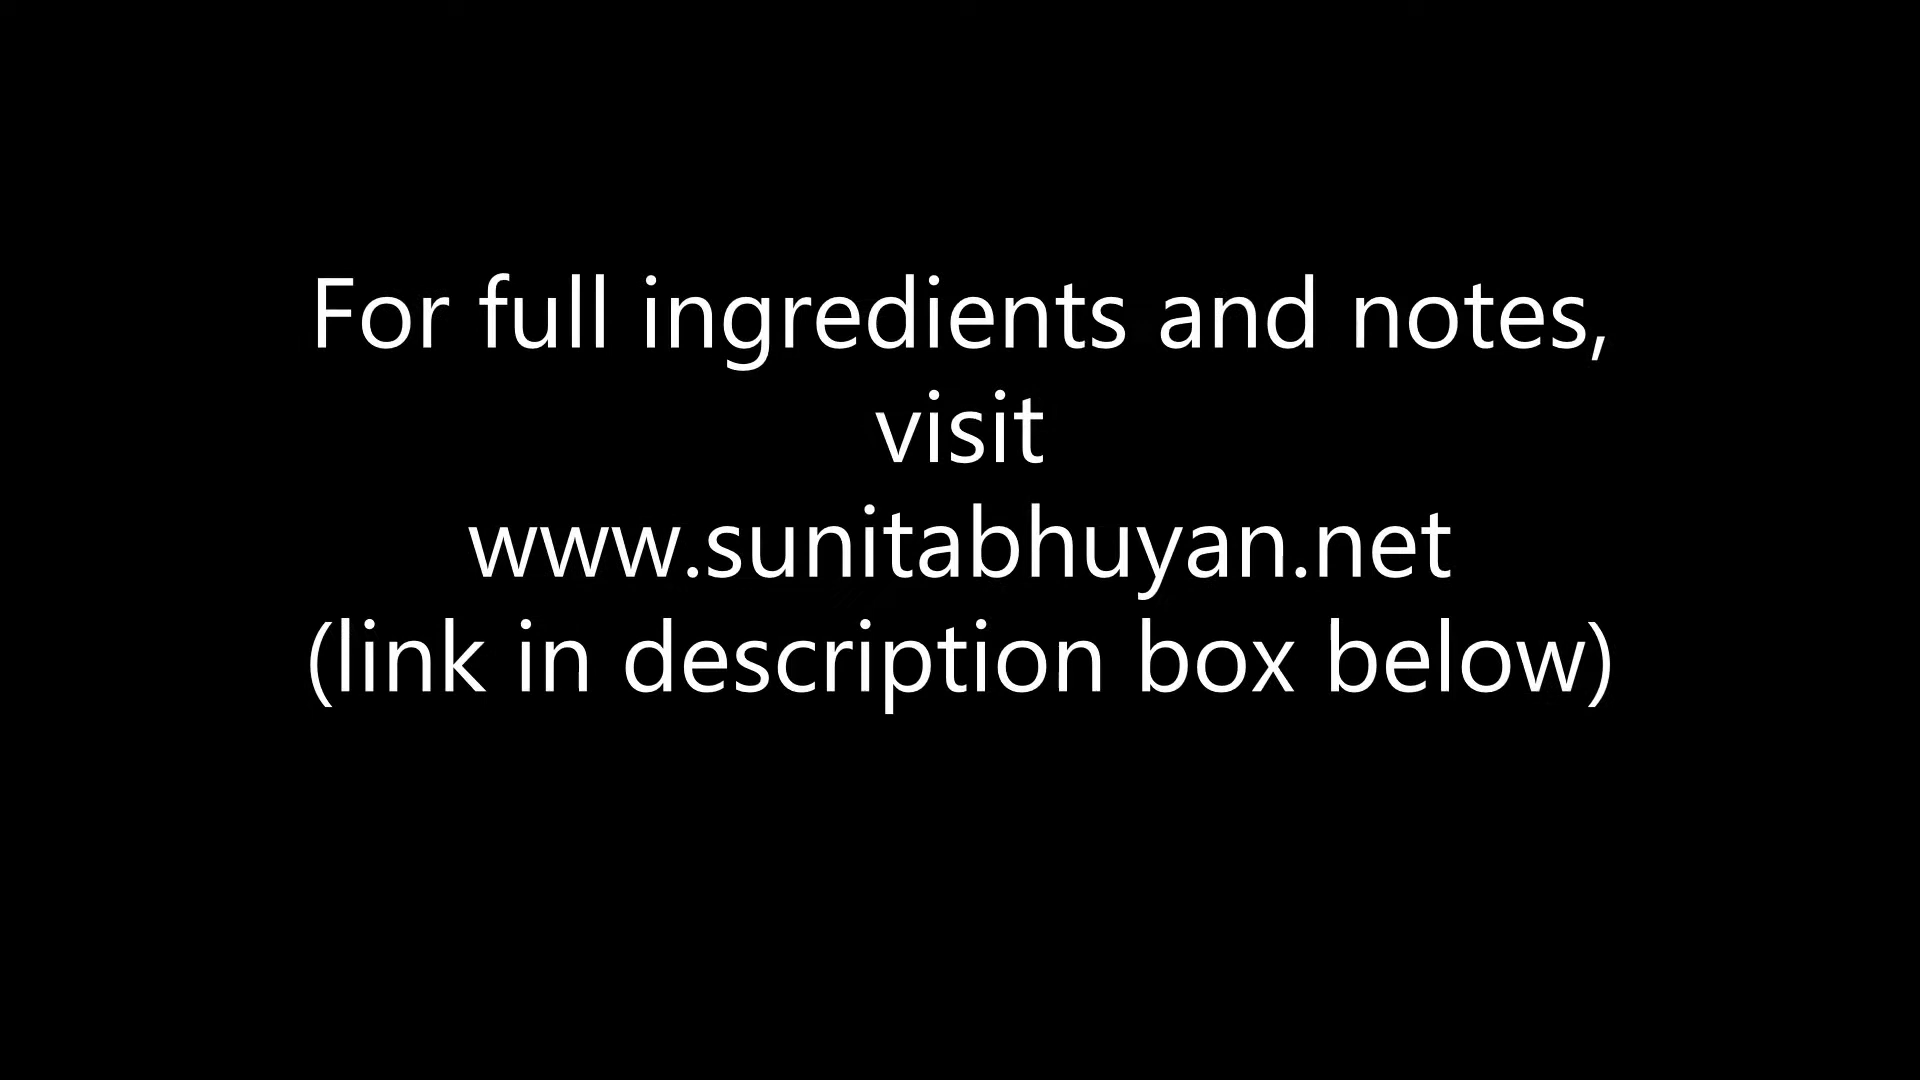 For full ingredients and notes,
visit
www.sunitabhuyan.net
(link in description box below)